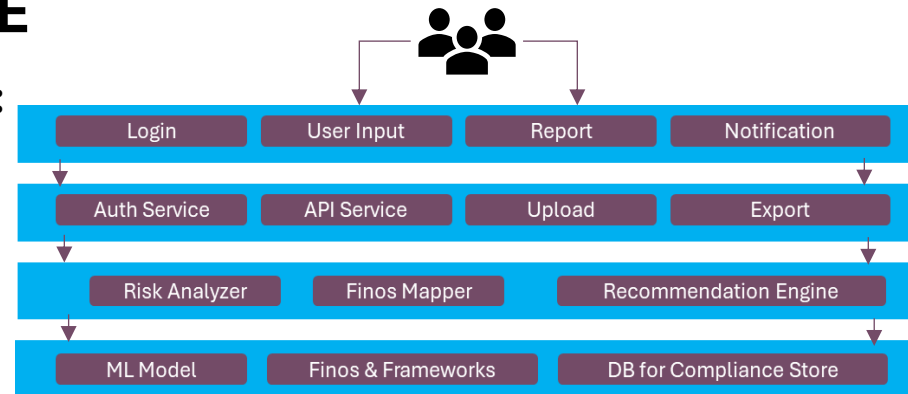 E
:
Login User Input Report Notification
Auth Service API Service Upload Export
Risk Analyzer Finos Mapper Recommendation Engine
ML Model Finos & Frameworks DB for Compliance Store